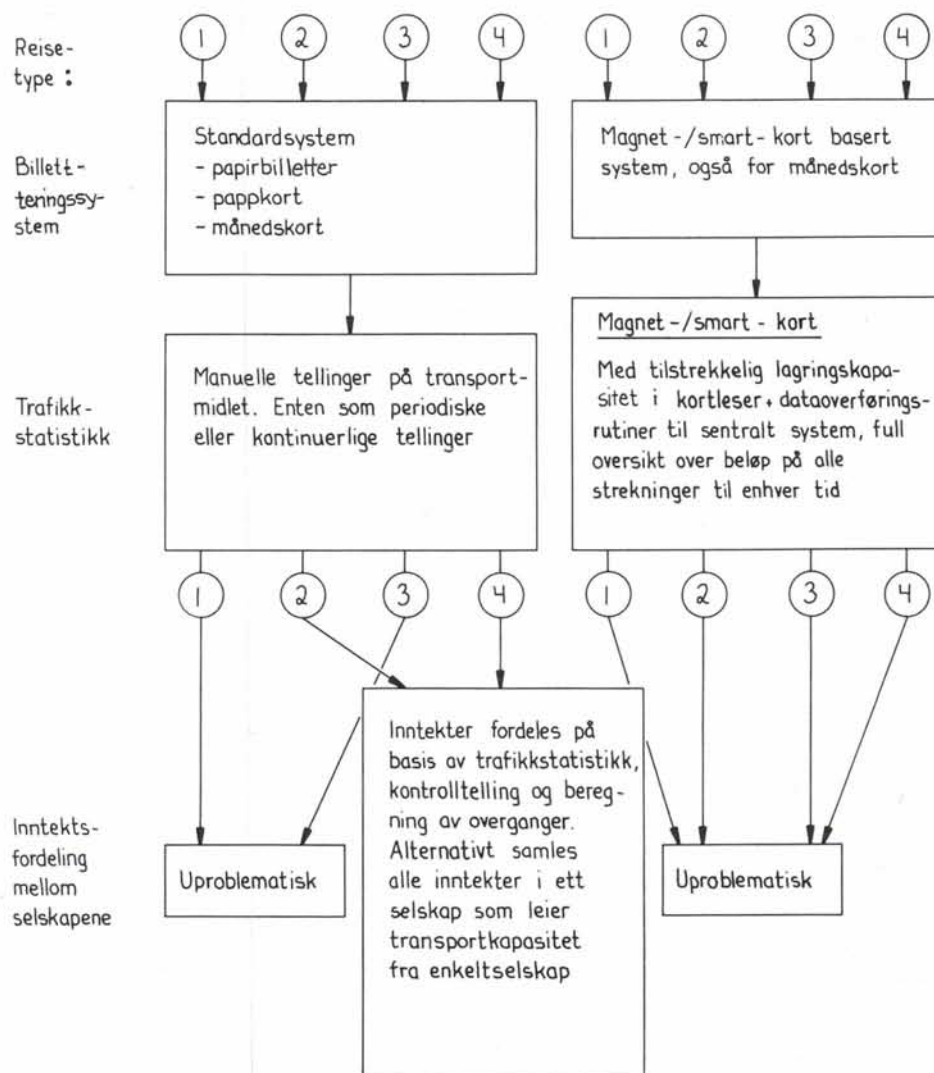 Reise-
type :
1 2 3 4 1 2 3 4
Billett-
teringssy-
stem
Standardsystem
- papirbilletter
- pappkort
- månedskort
Magnet-/smart-kort basert
system, også for månedskort
Trafikk-
statistikk
Manuelle tellinger på transport-
midlet. Enten som periodiske
eller kontinuerlige tellinger
Magnet-/smart-kort
Med tilstrekkelig lagringskapa-
sitet i kortleser+dataoverførings-
rutiner til sentralt system, full
oversikt over beløp på alle
strekninger til enhver tid
1 2 3 4 1 2 3 4
Inntekts-
fordeling
mellom
selskapene
Uproblematisk
Inntekter fordeles på
basis av trafikkstatistikk,
kontrolltelling og bereg-
ning av overganger.
Alternativt samles
alle inntekter i ett
selskap som leier
transportkapasitet
fra enkeltselskap
Uproblematisk